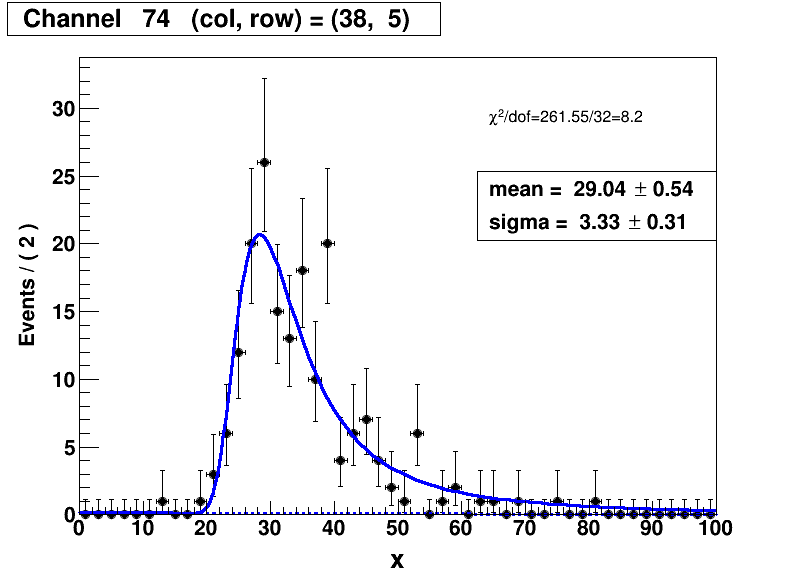 Channel 74 (col, row) = (38, 5)
χ²/dof=261.55/32=8.2
mean = 29.04 ± 0.54
sigma = 3.33 ± 0.31
Events / ( 2 )
30
25
20
15
10
5
0
0 10 20 30 40 50 60 70 80 90 100
x